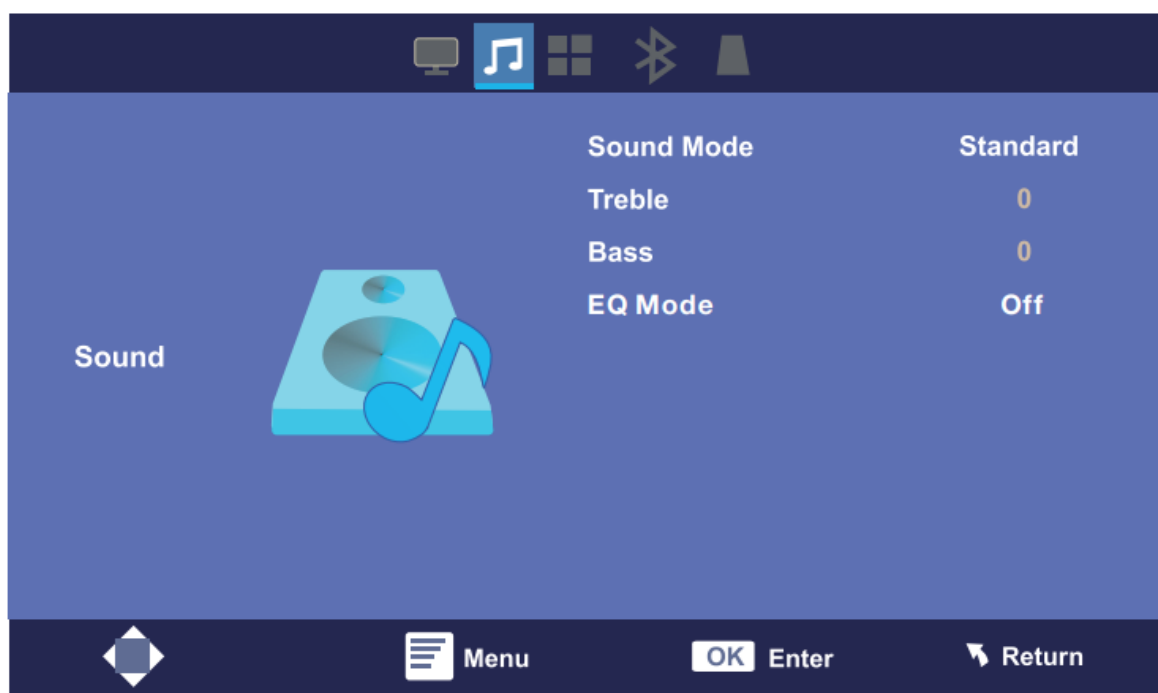 Sound Mode Standard
Treble 0
Bass 0
EQ Mode Off
Sound
Menu OK Enter Return